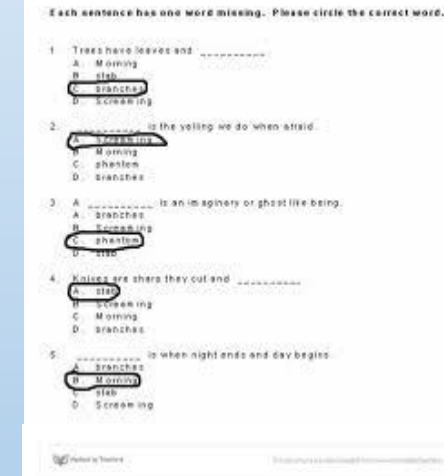 Each sentence has one word missing. Please circle the correct word.
1 Trees have leaves and __________
A. Morning
B stab
C. branches
D. Screaming
2. __________ is the yelling we do when afraid.
A. Screaming
B Morning
C. phantom
D. branches
3. A __________ is an imaginery or ghost like being.
A. branches
B. Screaming
C. phantom
D. stab
4. Knives are sharp they cut and __________
A. stab
B Screaming
C Morning
D. branches
5. __________ is when night ends and day begins.
A branches
B. Morning
C stab
D. Screaming